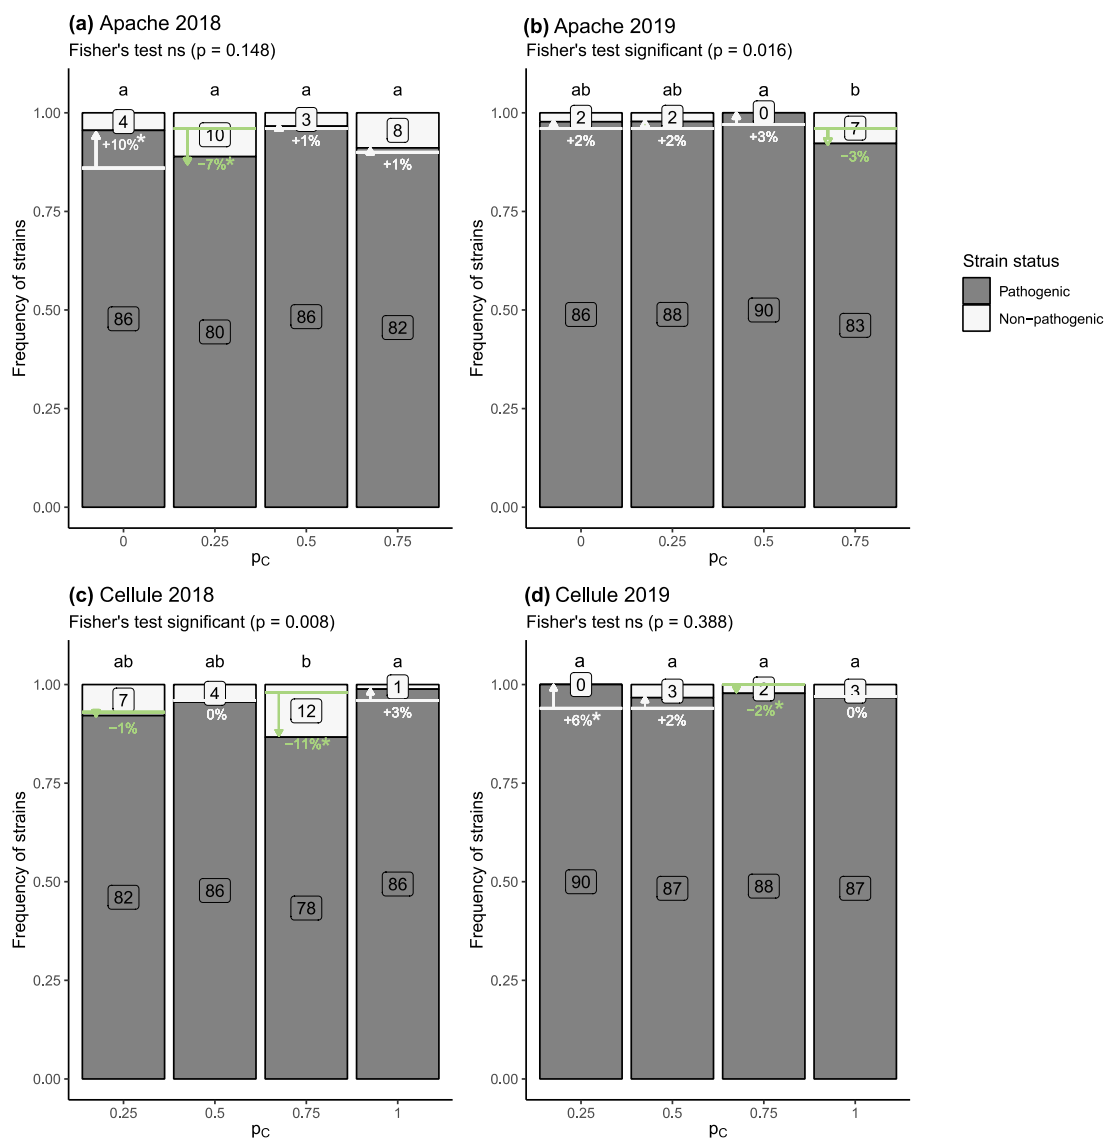 (a) Apache 2018
Fisher's test ns (p = 0.148)
a a a a
1.00
0.75
0.50
0.25
0.00
Frequency of strains
4 10 3 8
+10%* −7%* +1% +1%
86 80 86 82
0 0.25 0.5 0.75
pC
(b) Apache 2019
Fisher's test significant (p = 0.016)
ab ab a b
1.00
0.75
0.50
0.25
0.00
Frequency of strains
2 2 0 7
+2% +2% +3% −3%
86 88 90 83
0 0.25 0.5 0.75
pC
Strain status
Pathogenic
Non−pathogenic
(c) Cellule 2018
Fisher's test significant (p = 0.008)
ab ab b a
1.00
0.75
0.50
0.25
0.00
Frequency of strains
7 4 12 1
−1% 0% −11%* +3%
82 86 78 86
0.25 0.5 0.75 1
pC
(d) Cellule 2019
Fisher's test ns (p = 0.388)
a a a a
1.00
0.75
0.50
0.25
0.00
Frequency of strains
0 3 2 3
+6%* +2% −2%* 0%
90 87 88 87
0.25 0.5 0.75 1
pC